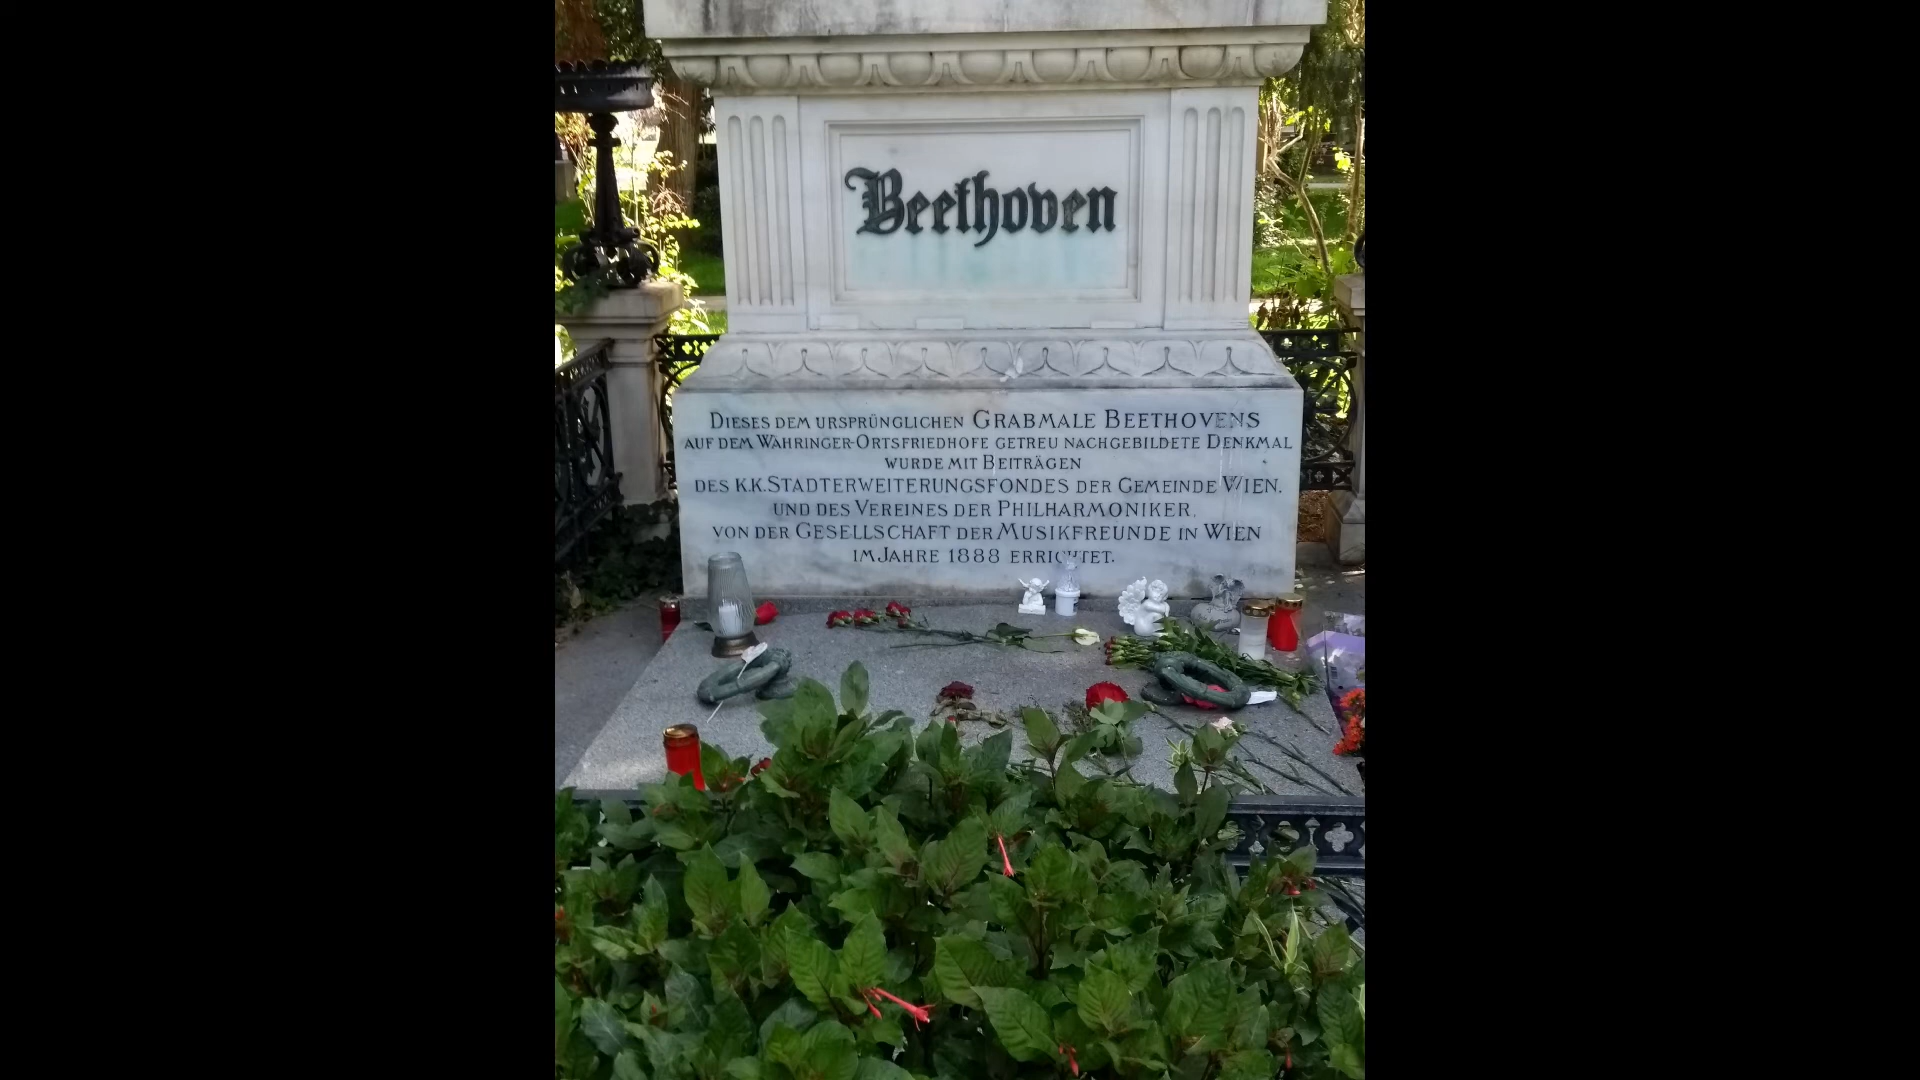 Beethoven
DIESES DEM URSPRÜNGLICHEN GRABMALE BEETHOVENS
AUF DEM WÄHRINGER-ORTSFRIEDHOFE GETREU NACHGEBILDETE DENKMAL
WURDE MIT BEITRÄGEN
DES K.K. STADTERWEITERUNGSFONDES DER GEMEINDE WIEN,
UND DES VEREINES DER PHILHARMONIKER,
VON DER GESELLSCHAFT DER MUSIKFREUNDE IN WIEN
IM JAHRE 1888 ERRICHTET.